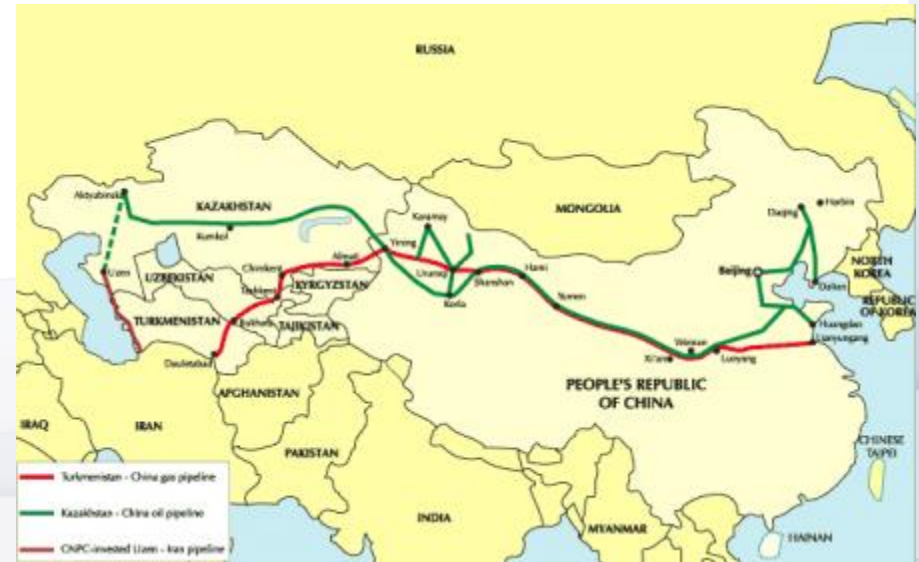 RUSSIA
Aktyubinsk
KAZAKHSTAN
Kumkol
MONGOLIA
Karamay
Daqing
Harbin
Uzen
UZBEKISTAN
Chimkent
Almati
Yining
Urumqi
Hami
Shanshan
Beijing
NORTH
KOREA
Tashkent
KYRGYZSTAN
Korla
Dalian
TURKMENISTAN
Bukhara
TAJIKISTAN
Yumen
REPUBLIC
OF KOREA
Huangdao
Lianyungang
Dauletabad
Xi'an
Luoyang
AFGHANISTAN
PEOPLE'S REPUBLIC
OF CHINA
IRAQ
IRAN
PAKISTAN
CHINESE
TAIPEI
Turkmenistan - China gas pipeline
Kazakhstan - China oil pipeline
CNPC-invested Uzen - Iran pipeline
INDIA
MYANMAR
HAINAN